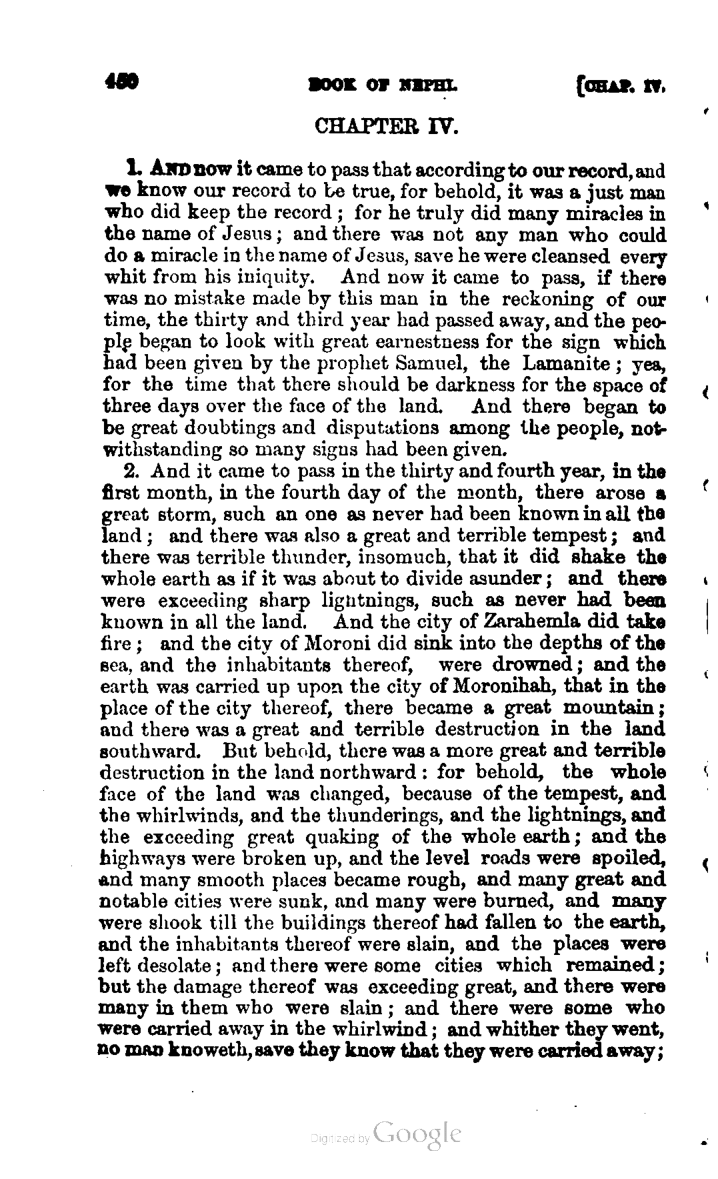 450 BOOK OF NEPHI. [CHAP. IV.
CHAPTER IV.
1. AND now it came to pass that according to our record, and
we know our record to be true, for behold, it was a just man
who did keep the record; for he truly did many miracles in
the name of Jesus; and there was not any man who could
do a miracle in the name of Jesus, save he were cleansed every
whit from his iniquity. And now it came to pass, if there
was no mistake made by this man in the reckoning of our
time, the thirty and third year had passed away, and the peo-
ple began to look with great earnestness for the sign which
had been given by the prophet Samuel, the Lamanite; yea,
for the time that there should be darkness for the space of
three days over the face of the land. And there began to
be great doubtings and disputations among the people, not-
withstanding so many signs had been given.
2. And it came to pass in the thirty and fourth year, in the
first month, in the fourth day of the month, there arose a
great storm, such an one as never had been known in all the
land; and there was also a great and terrible tempest; and
there was terrible thunder, insomuch, that it did shake the
whole earth as if it was about to divide asunder; and there
were exceeding sharp lightnings, such as never had been
known in all the land. And the city of Zarahemla did take
fire; and the city of Moroni did sink into the depths of the
sea, and the inhabitants thereof, were drowned; and the
earth was carried up upon the city of Moronihah, that in the
place of the city thereof, there became a great mountain;
and there was a great and terrible destruction in the land
southward. But behold, there was a more great and terrible
destruction in the land northward: for behold, the whole
face of the land was changed, because of the tempest, and
the whirlwinds, and the thunderings, and the lightnings, and
the exceeding great quaking of the whole earth; and the
highways were broken up, and the level roads were spoiled,
and many smooth places became rough, and many great and
notable cities were sunk, and many were burned, and many
were shook till the buildings thereof had fallen to the earth,
and the inhabitants thereof were slain, and the places were
left desolate; and there were some cities which remained;
but the damage thereof was exceeding great, and there were
many in them who were slain; and there were some who
were carried away in the whirlwind; and whither they went,
no man knoweth, save they know that they were carried away;
Digitized by Google